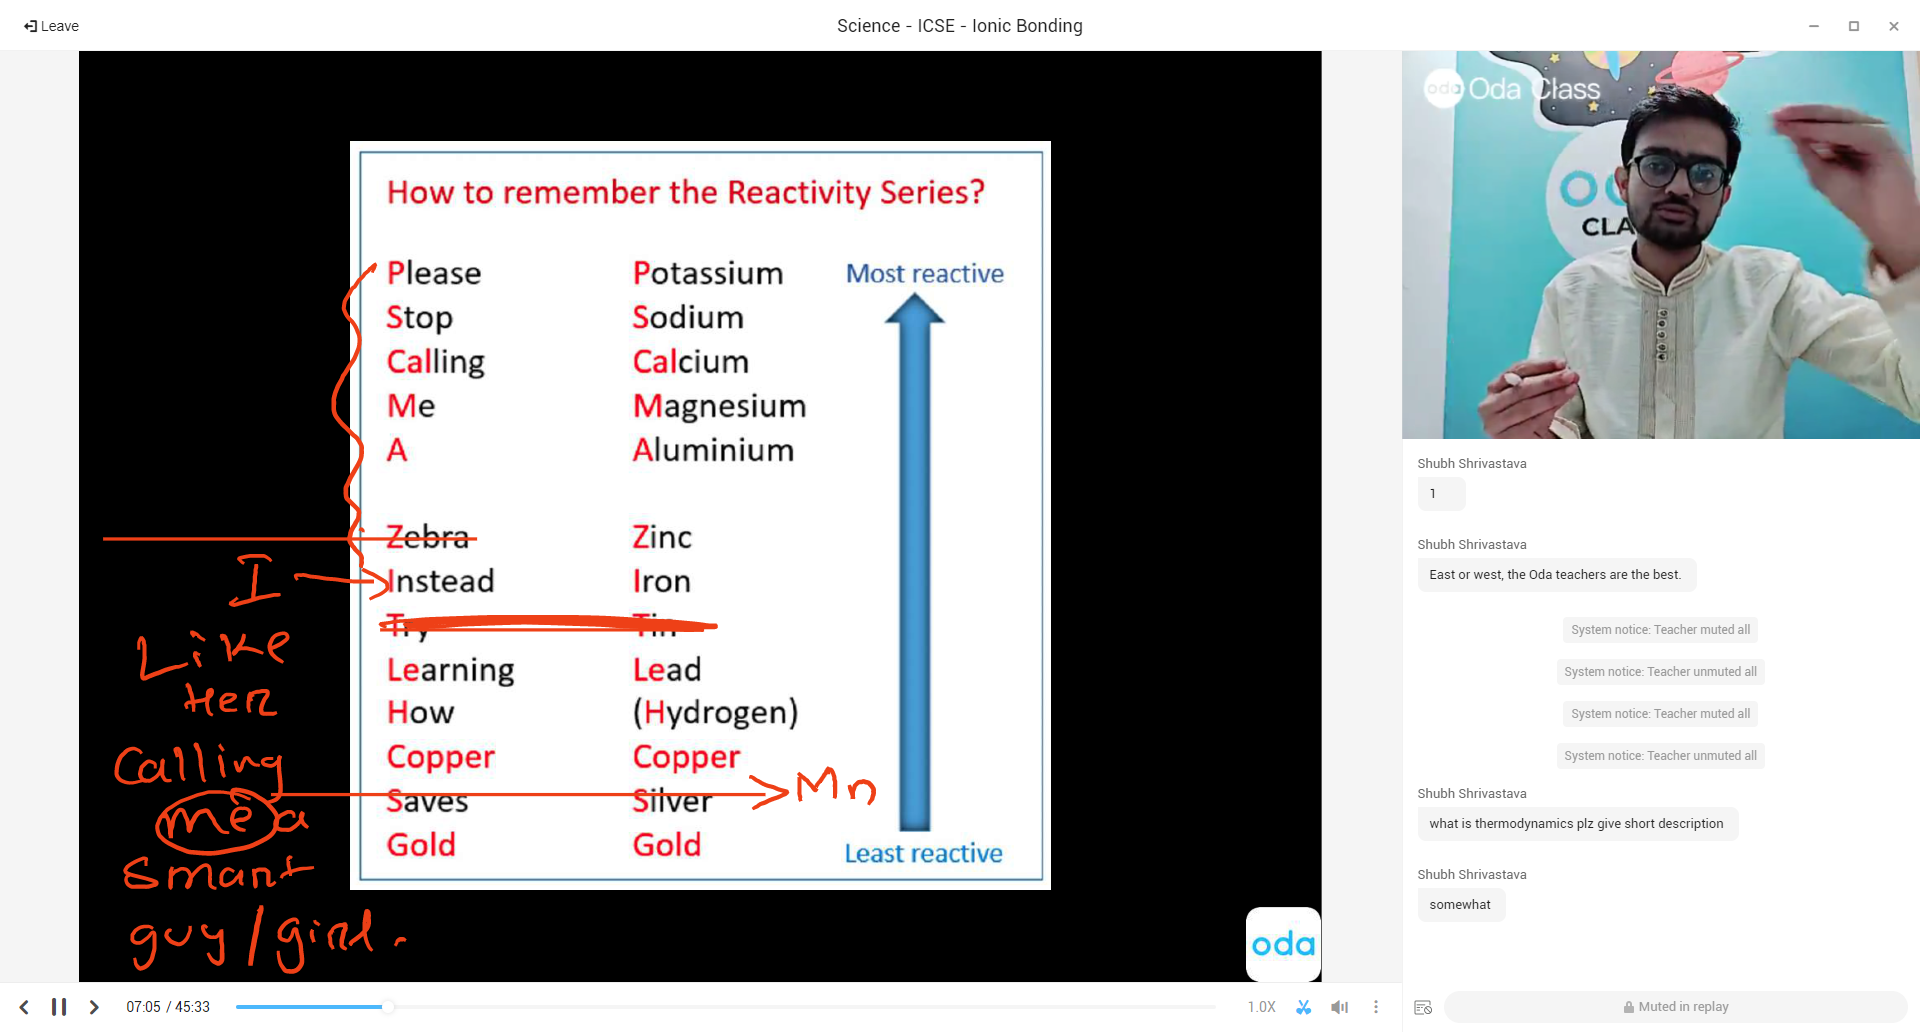 Leave
Science - ICSE - Ionic Bonding
How to remember the Reactivity Series?
Please Potassium Most reactive
Stop Sodium
Calling Calcium
Me Magnesium
A Aluminium
Zebra Zinc
Instead Iron
Try Tin
Learning Lead
How (Hydrogen)
Copper Copper
Saves Silver
Gold Gold
Least reactive
I
Like
Her
Calling
me a
Smart
guy/girl.
Mn
oda
oda Oda Class
CLA
Shubh Shrivastava
1
Shubh Shrivastava
East or west, the Oda teachers are the best.
System notice: Teacher muted all
System notice: Teacher unmuted all
System notice: Teacher muted all
System notice: Teacher unmuted all
Shubh Shrivastava
what is thermodynamics plz give short description
Shubh Shrivastava
somewhat
07:05 / 45:33
1.0X
Muted in replay